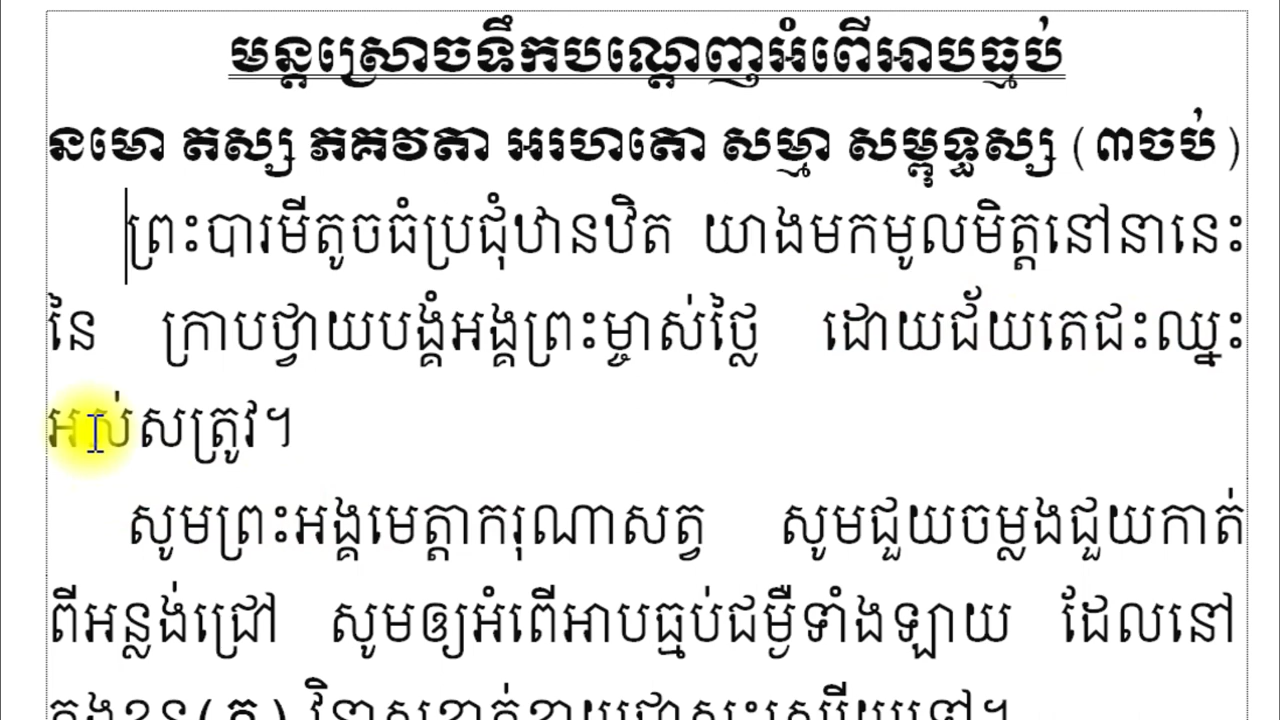 មន្តស្រោចទឹកបណ្ដេញអំពើអាបធ្មប់
នមោ តស្ស ភគវតា អរហតោ សម្មា សម្ពុទ្ធស្ស (៣ចប់)
ព្រះបារមីតូចធំប្រជុំឋានឋិត យាងមកមូលមិត្តនៅនានេះ
នៃ ក្រាបថ្វាយបង្គំអង្គព្រះម្ចាស់ថ្លៃ ដោយជ័យតេជះឈ្នះ
អស់សត្រូវ។
សូមព្រះអង្គមេត្តាករុណាសត្វ សូមជួយចម្លងជួយកាត់
ពីអន្លង់ជ្រៅ សូមឲ្យអំពើអាបធ្មប់ជម្ងឺទាំងឡាយ ដែលនៅ